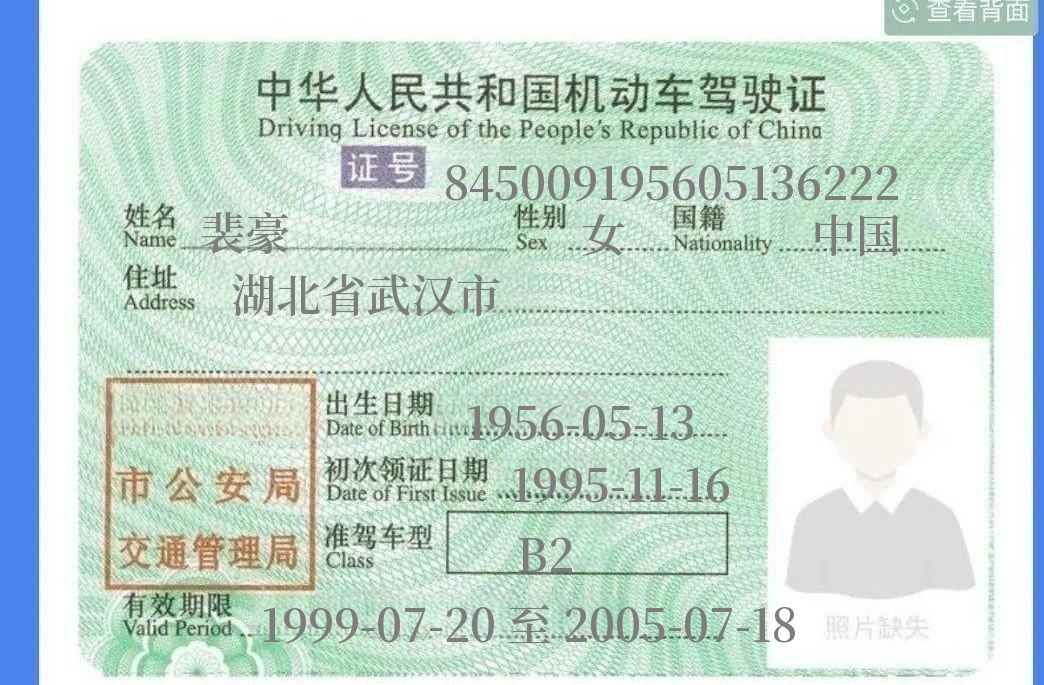 查看背面
中华人民共和国机动车驾驶证
Driving License of the People's Republic of China
证号 845009195605136222
姓名 裴豪 性别 女 国籍 中国
Name Sex Nationality
住址 湖北省武汉市
Address
出生日期 1956-05-13
Date of Birth
初次领证日期 1995-11-16
Date of First Issue
市公安局
交通管理局
准驾车型 B2
Class
有效期限 1999-07-20 至 2005-07-18
Valid Period
照片缺失